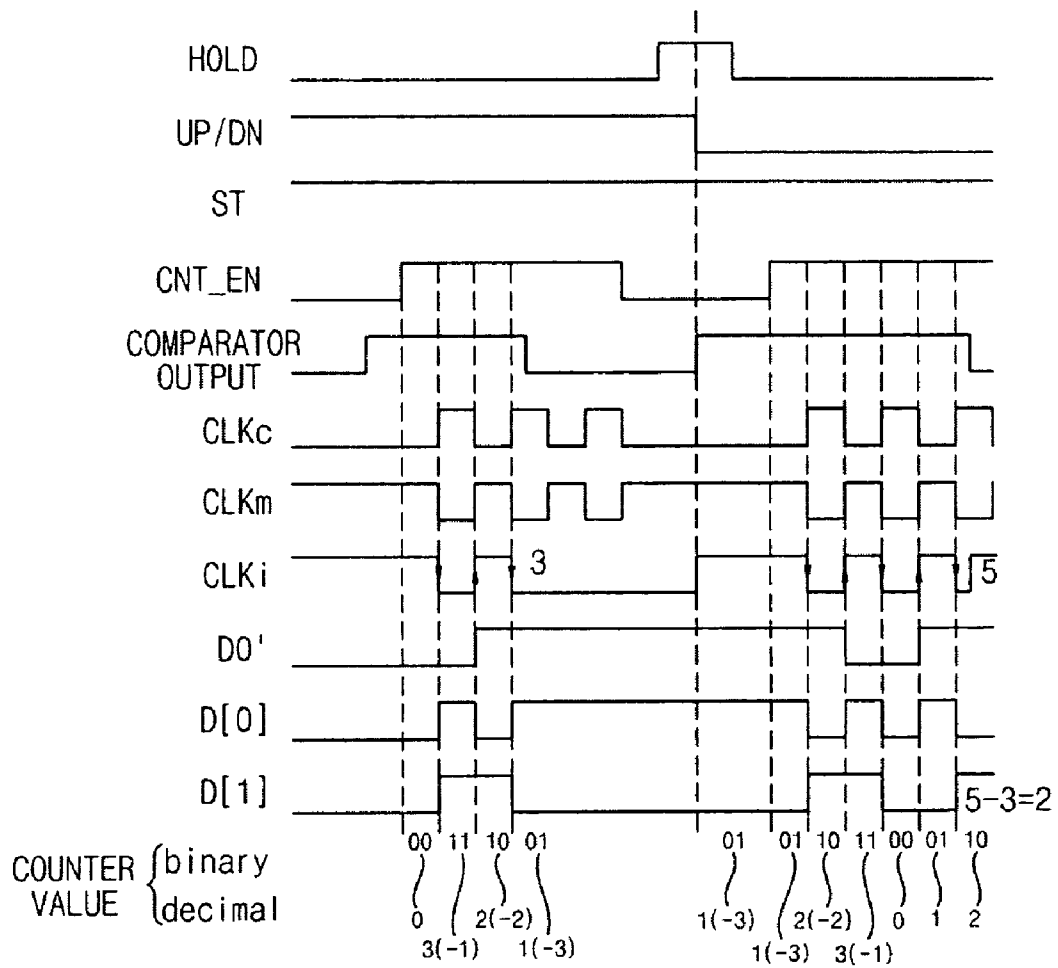 HOLD
UP/DN
ST
CNT_EN
COMPARATOR
OUTPUT
CLKc
CLKm
CLKi 3 5
D0'
D[0]
D[1] 5-3=2
COUNTER VALUE { binary 00 11 10 01 01 01 10 11 00 01 10
decimal 0 3(-1) 2(-2) 1(-3) 1(-3) 1(-3) 2(-2) 3(-1) 0 1 2